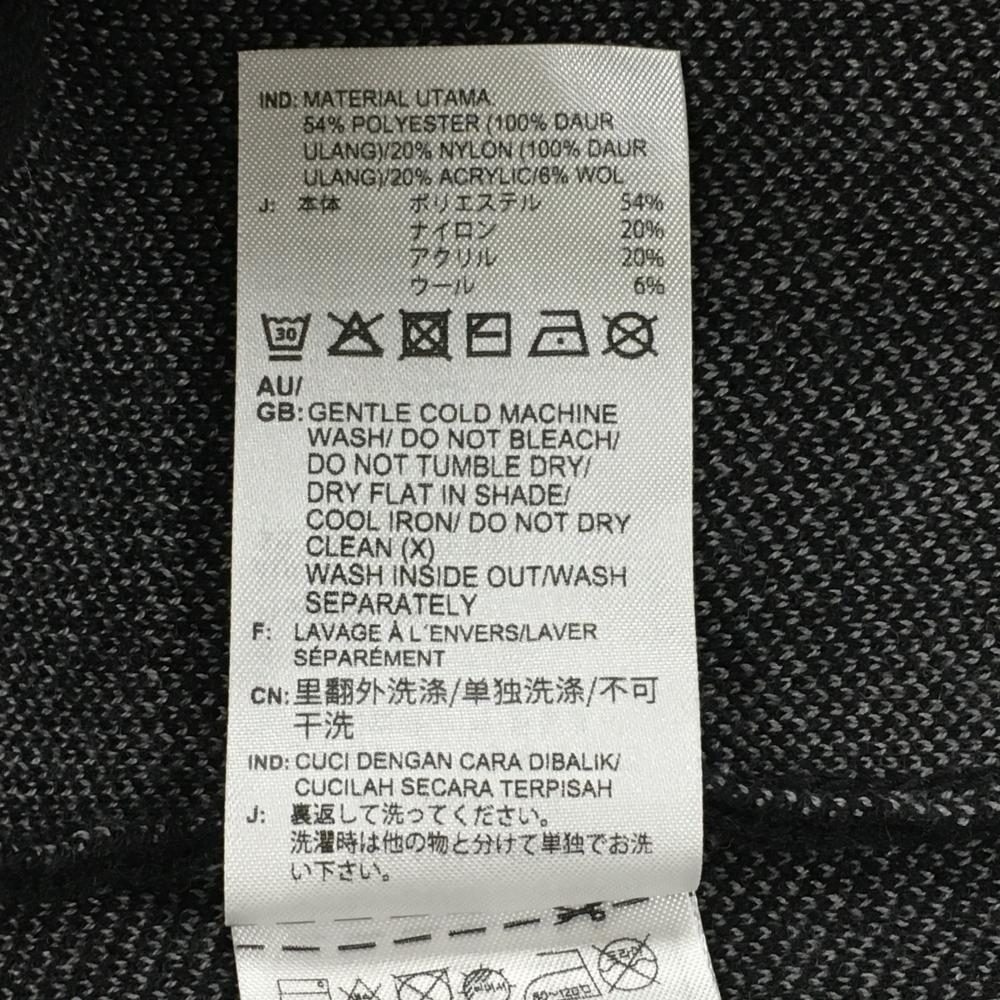 IND: MATERIAL UTAMA
54% POLYESTER (100% DAUR
ULANG)/20% NYLON (100% DAUR
ULANG)/20% ACRYLIC/6% WOL
J: 本体 ポリエステル 54%
ナイロン 20%
アクリル 20%
ウール 6%
30
AU/
GB: GENTLE COLD MACHINE
WASH/ DO NOT BLEACH/
DO NOT TUMBLE DRY/
DRY FLAT IN SHADE/
COOL IRON/ DO NOT DRY
CLEAN (X)
WASH INSIDE OUT/WASH
SEPARATELY
F: LAVAGE À L´ENVERS/LAVER
SÉPARÉMENT
CN: 里翻外洗涤/单独洗涤/不可
干洗
IND: CUCI DENGAN CARA DIBALIK/
CUCILAH SECARA TERPISAH
J: 裏返して洗ってください。
洗濯時は他の物と分けて単独でお洗
い下さい。
80~120